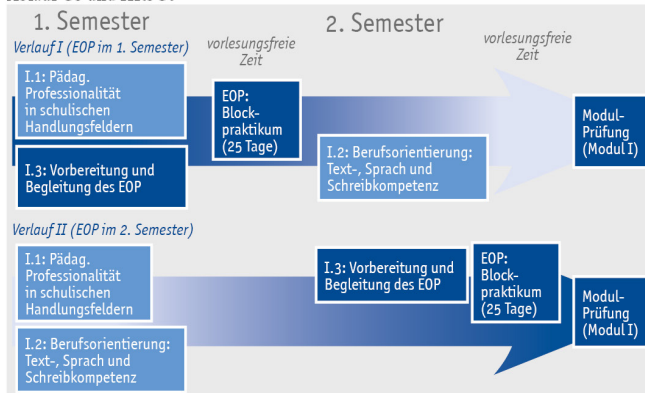 1. Semester
2. Semester
Verlauf I (EOP im 1. Semester)
vorlesungsfreie
Zeit
vorlesungsfreie
Zeit
I.1: Pädag.
Professionalität
in schulischen
Handlungsfeldern
EOP:
Block-
praktikum
(25 Tage)
I.3: Vorbereitung und
Begleitung des EOP
I.2: Berufsorientierung:
Text-, Sprach und
Schreibkompetenz
Modul-
Prüfung
(Modul I)
Verlauf II (EOP im 2. Semester)
I.1: Pädag.
Professionalität
in schulischen
Handlungsfeldern
I.2: Berufsorientierung:
Text-, Sprach und
Schreibkompetenz
I.3: Vorbereitung und
Begleitung des EOP
EOP:
Block-
praktikum
(25 Tage)
Modul-
Prüfung
(Modul I)